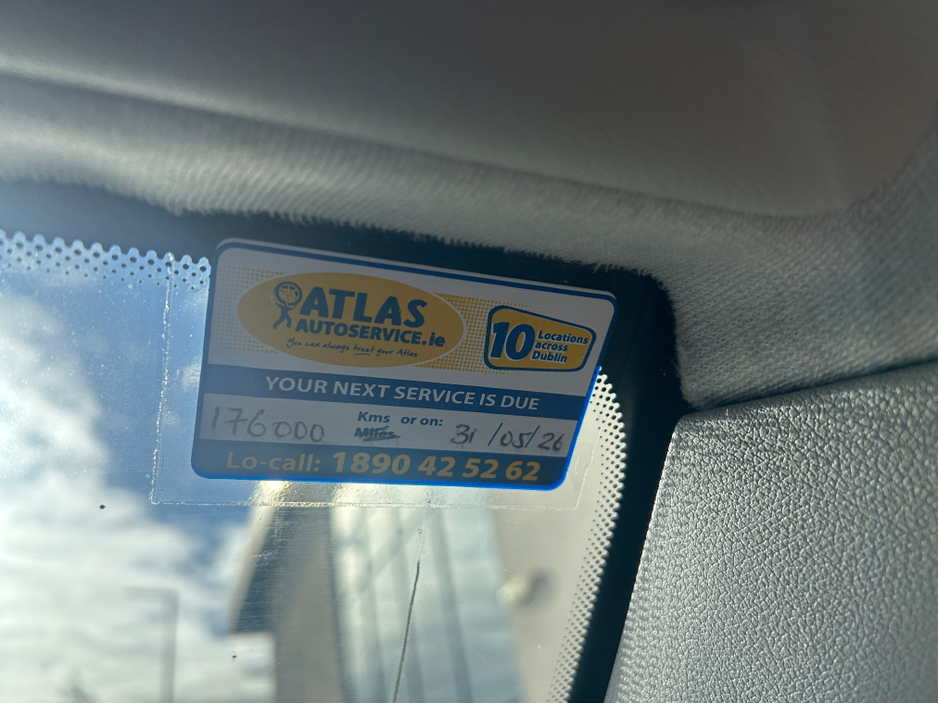 ATLAS
AUTOSERVICE.ie
You can always trust your Atlas
10 Locations
across
Dublin
YOUR NEXT SERVICE IS DUE
176000 Kms or on: 31/05/26
Miles
Lo-call: 1890 42 52 62